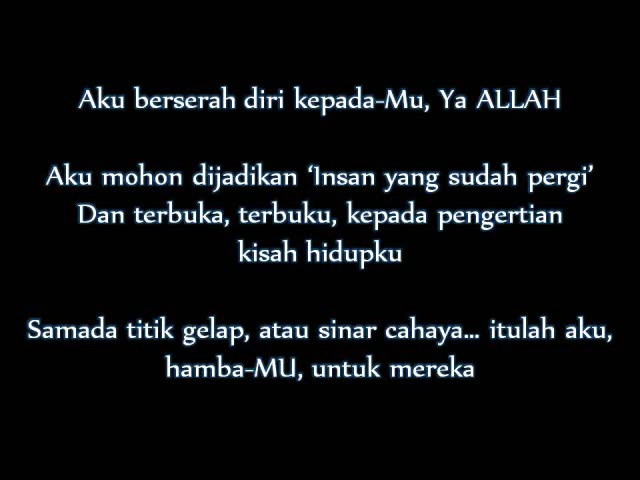 Aku berserah diri kepada-Mu, Ya ALLAH
Aku mohon dijadikan ‘Insan yang sudah pergi’
Dan terbuka, terbuku, kepada pengertian
kisah hidupku
Samada titik gelap, atau sinar cahaya... itulah aku,
hamba-MU, untuk mereka